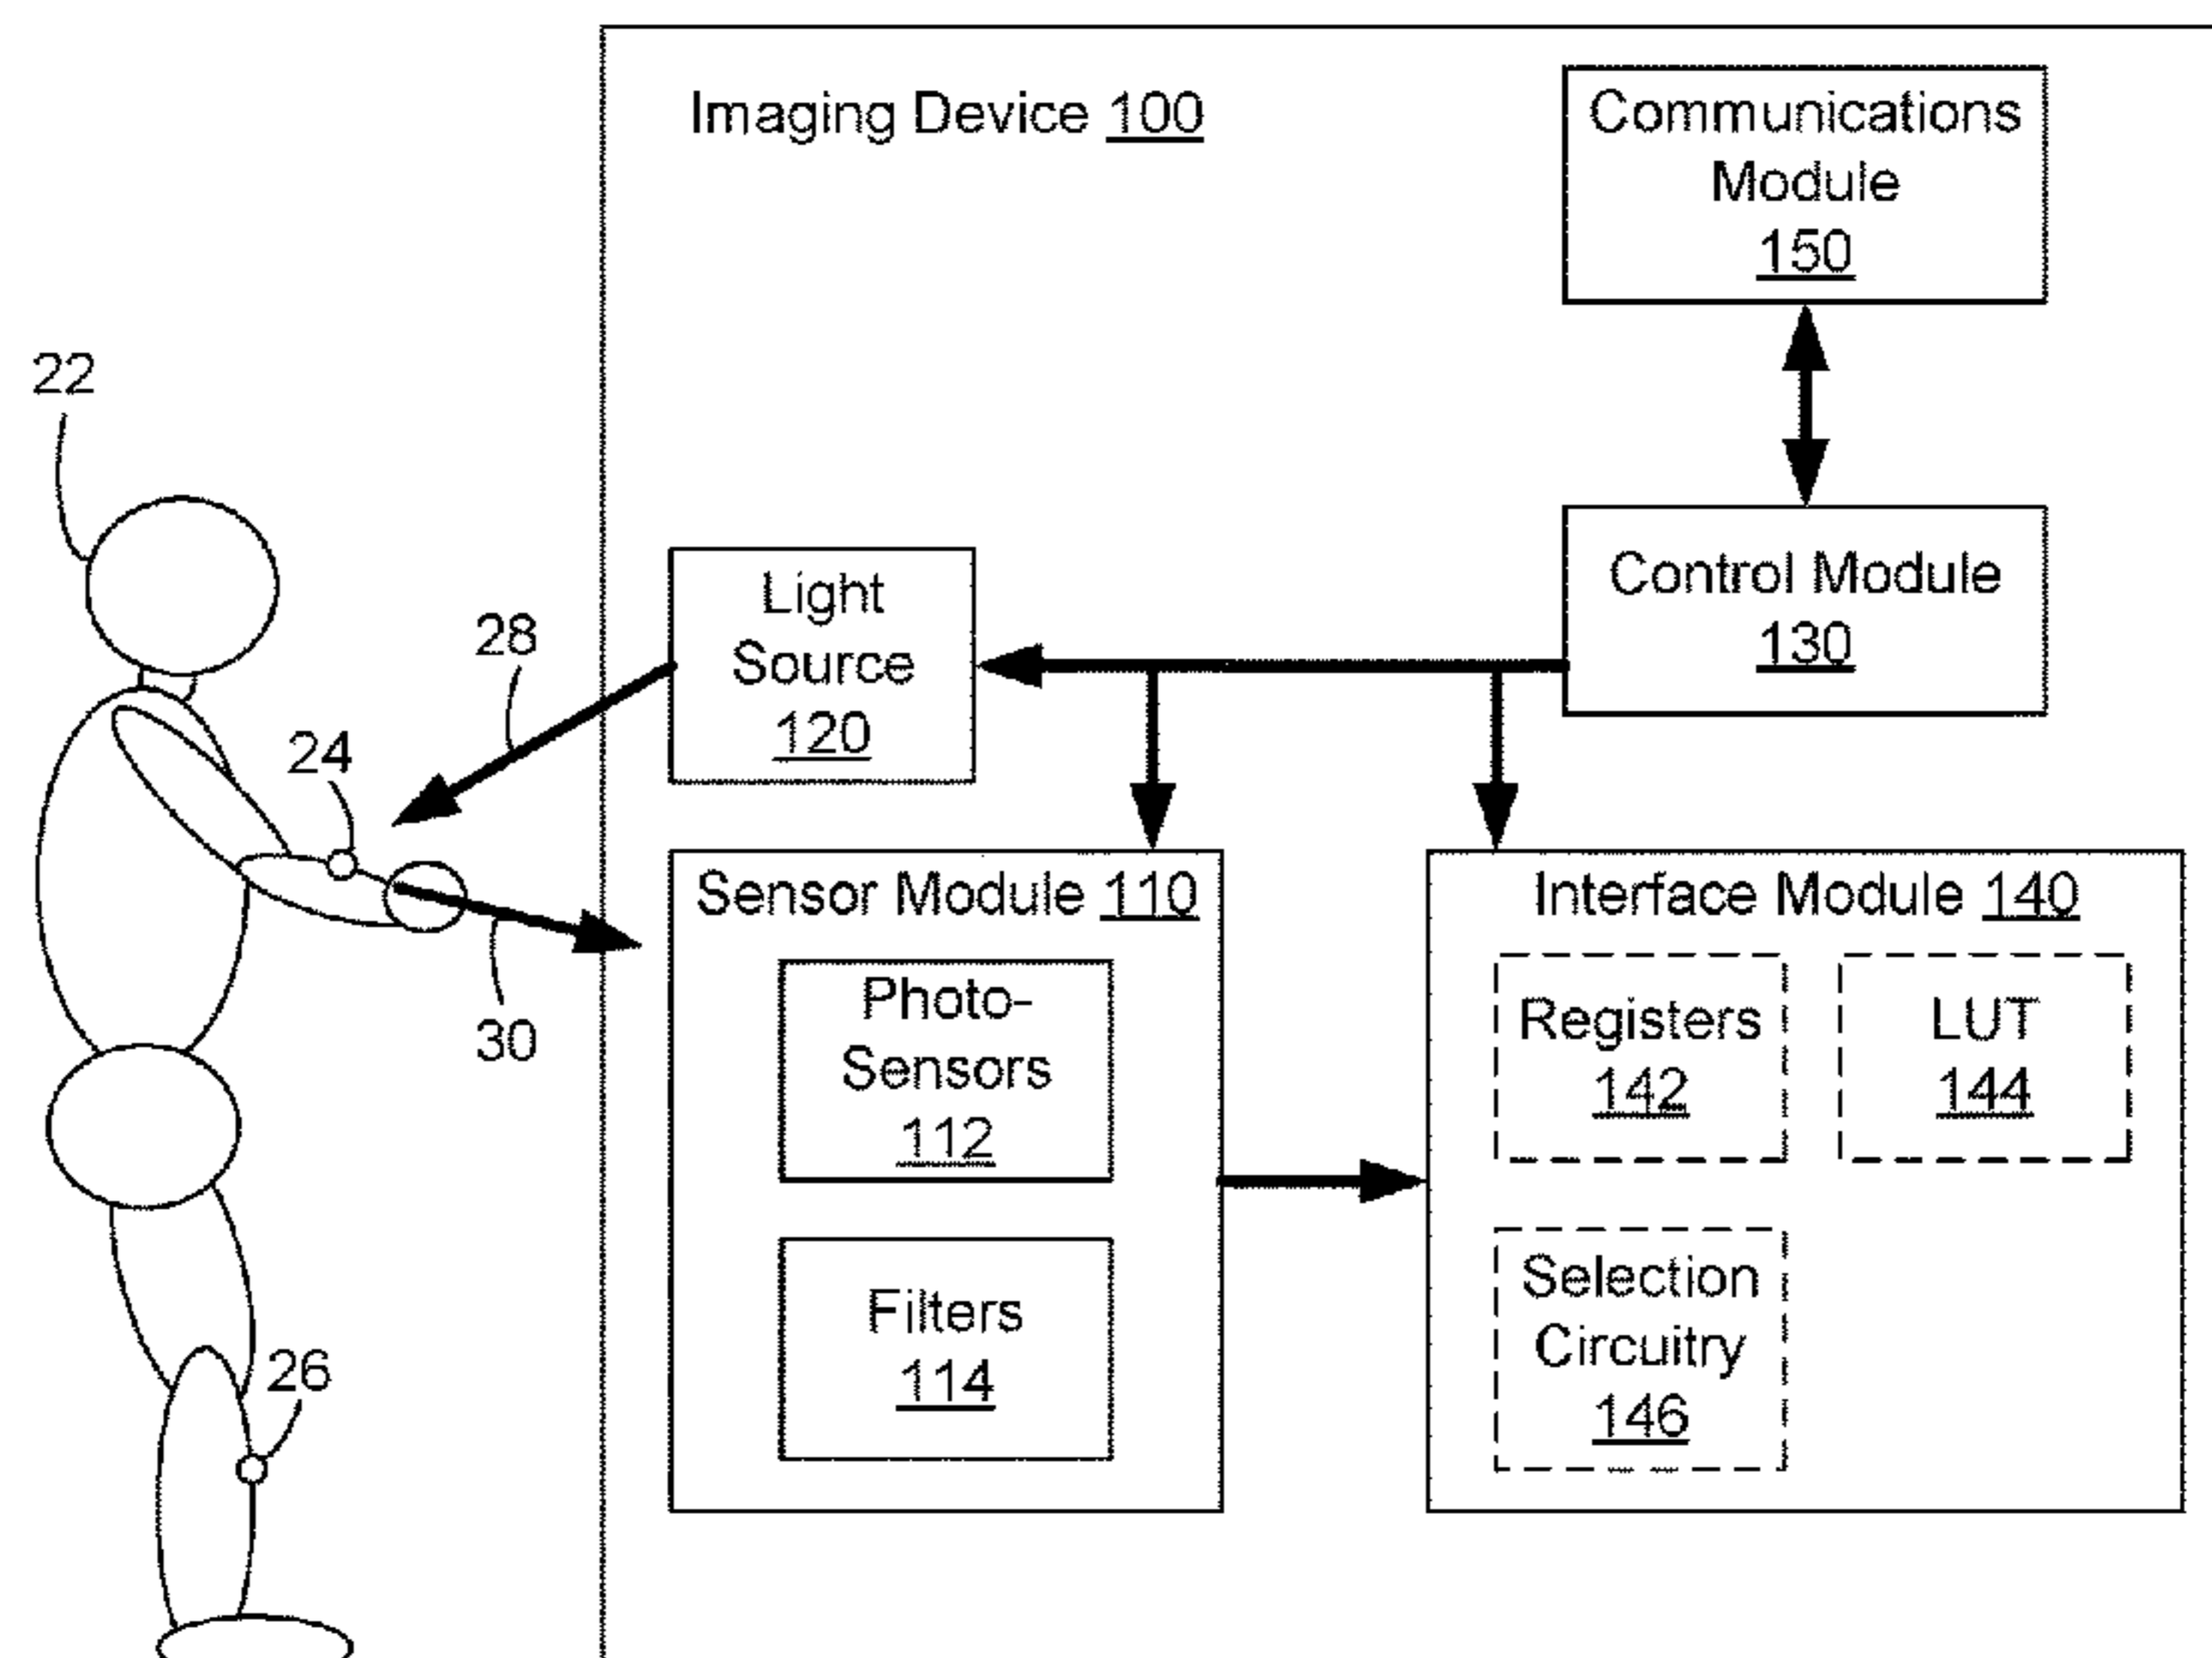 Imaging Device 100
Communications
Module
150
22
Control Module
130
Light
Source
120
28
24
Sensor Module 110
Photo-
Sensors
112
Filters
114
30
Interface Module 140
Registers
142
LUT
144
Selection
Circuitry
146
26